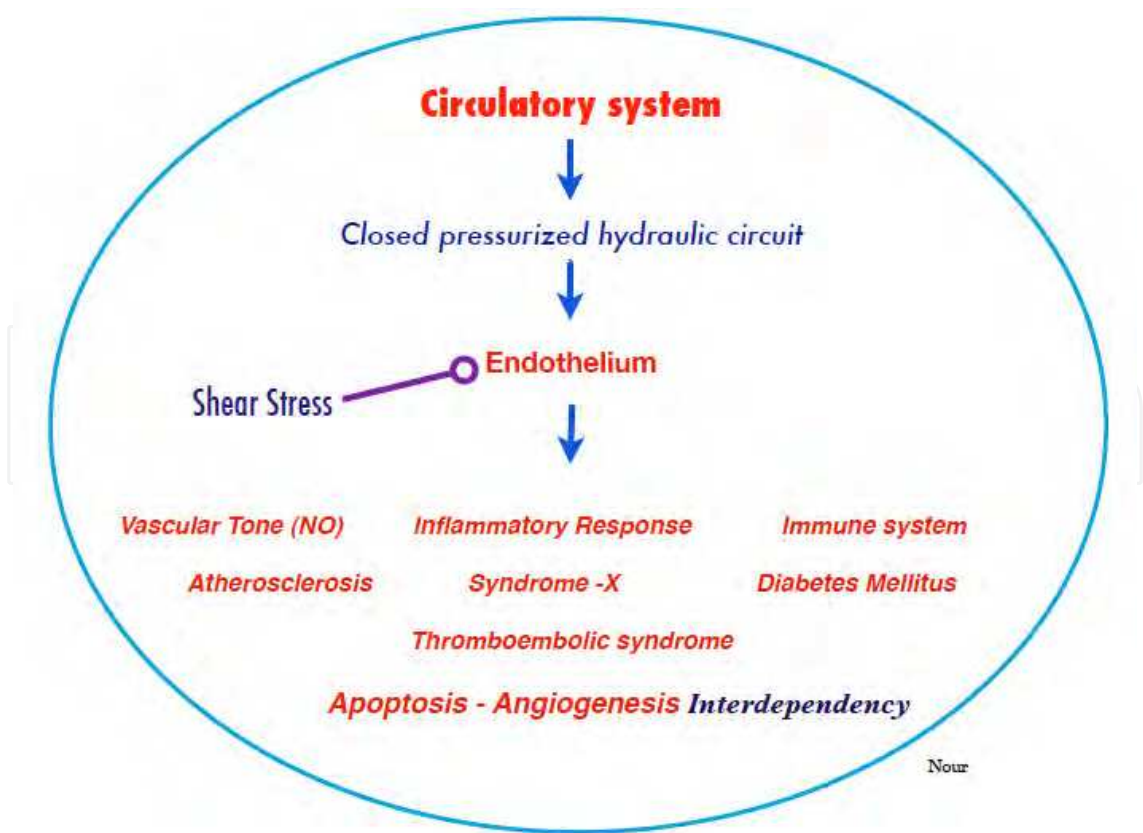 Circulatory system
Closed pressurized hydraulic circuit
Endothelium
Shear Stress
Vascular Tone (NO) Inflammatory Response Immune system
Atherosclerosis Syndrome -X Diabetes Mellitus
Thromboembolic syndrome
Apoptosis - Angiogenesis Interdependency
Nour